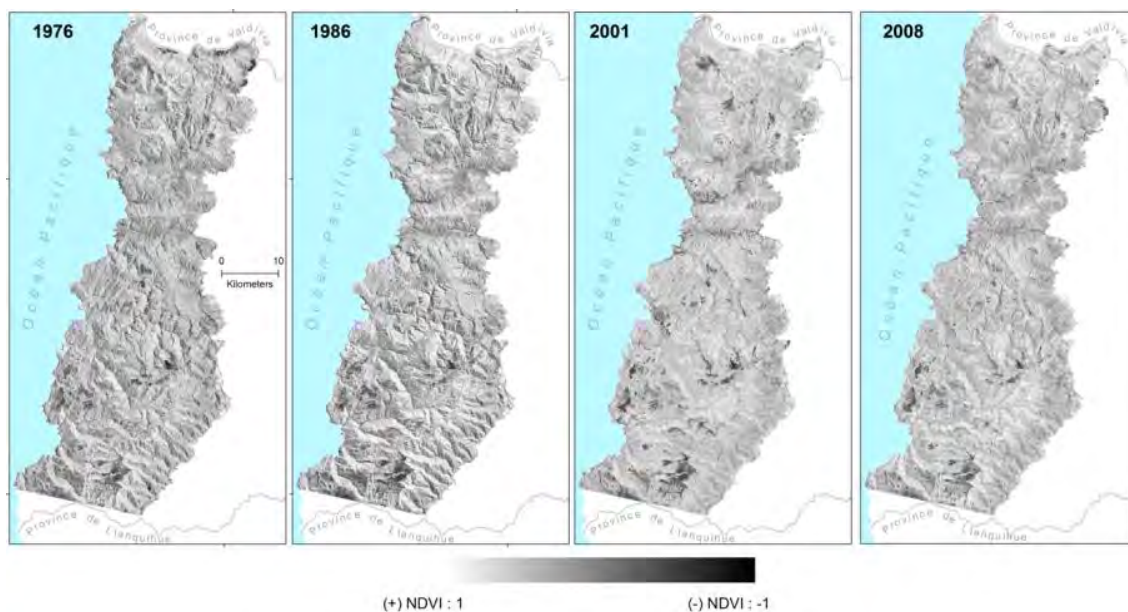 1976
Province de Valdivia
Océan Pacifique
0 10
Kilometers
Province de Llanquihue
1986
Province de Valdivia
Océan Pacifique
Province de Llanquihue
2001
Province de Valdivia
Océan Pacifique
Province de Llanquihue
2008
Province de Valdivia
Océan Pacifique
Province de Llanquihue
(+) NDVI : 1 (-) NDVI : -1